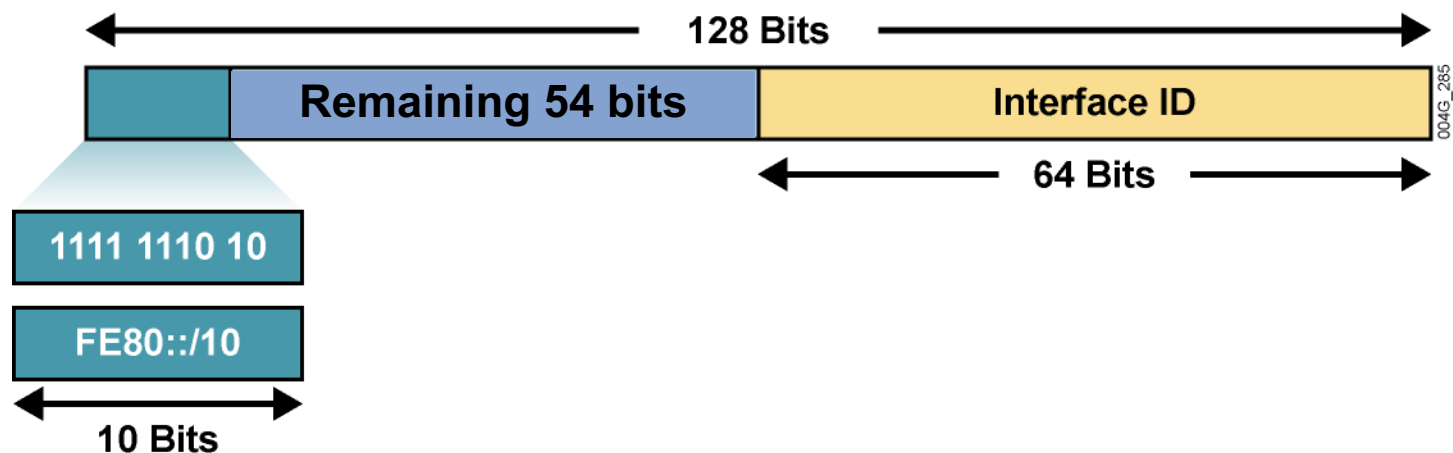 128 Bits
Remaining 54 bits
Interface ID
004G_285
64 Bits
1111 1110 10
FE80::/10
10 Bits